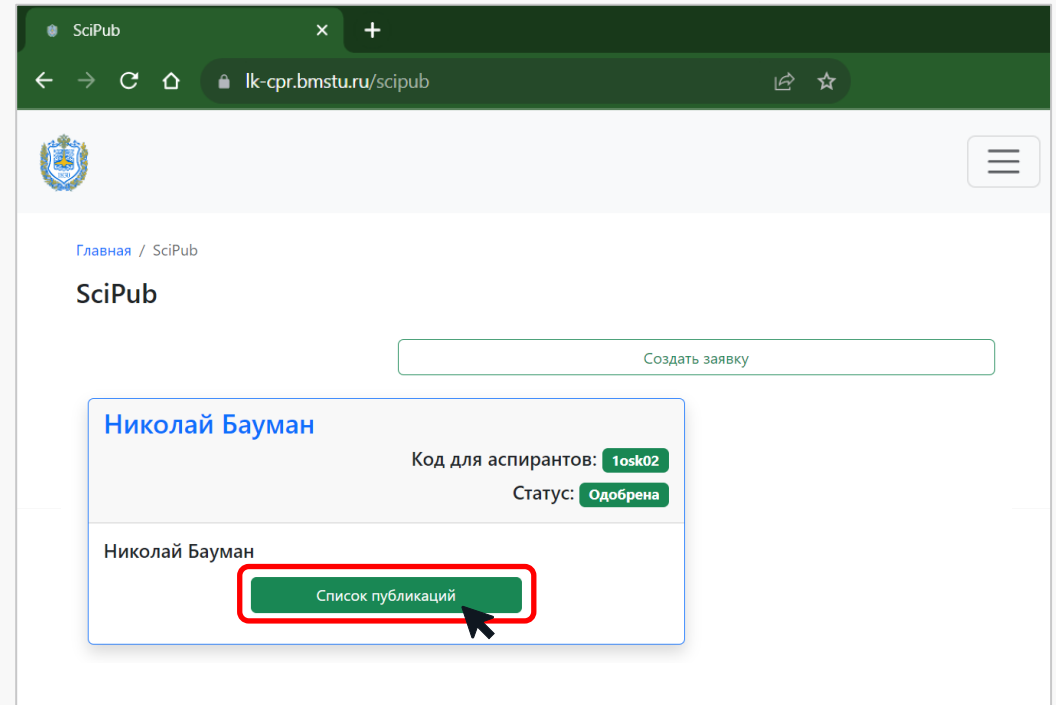 SciPub
lk-cpr.bmstu.ru/scipub
1830
Главная / SciPub
SciPub
Создать заявку
Николай Бауман
Код для аспирантов: 1osk02
Статус: Одобрена
Николай Бауман
Список публикаций